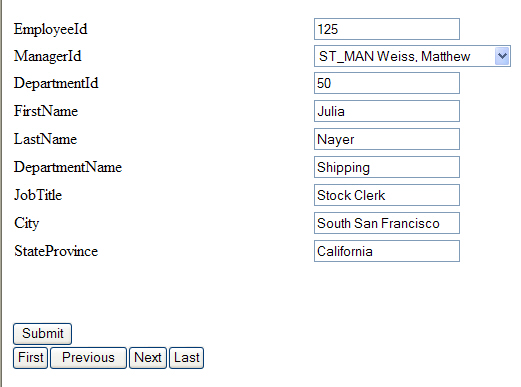 EmployeeId 125
ManagerId ST_MAN Weiss, Matthew
DepartmentId 50
FirstName Julia
LastName Nayer
DepartmentName Shipping
JobTitle Stock Clerk
City South San Francisco
StateProvince California
Submit
First Previous Next Last